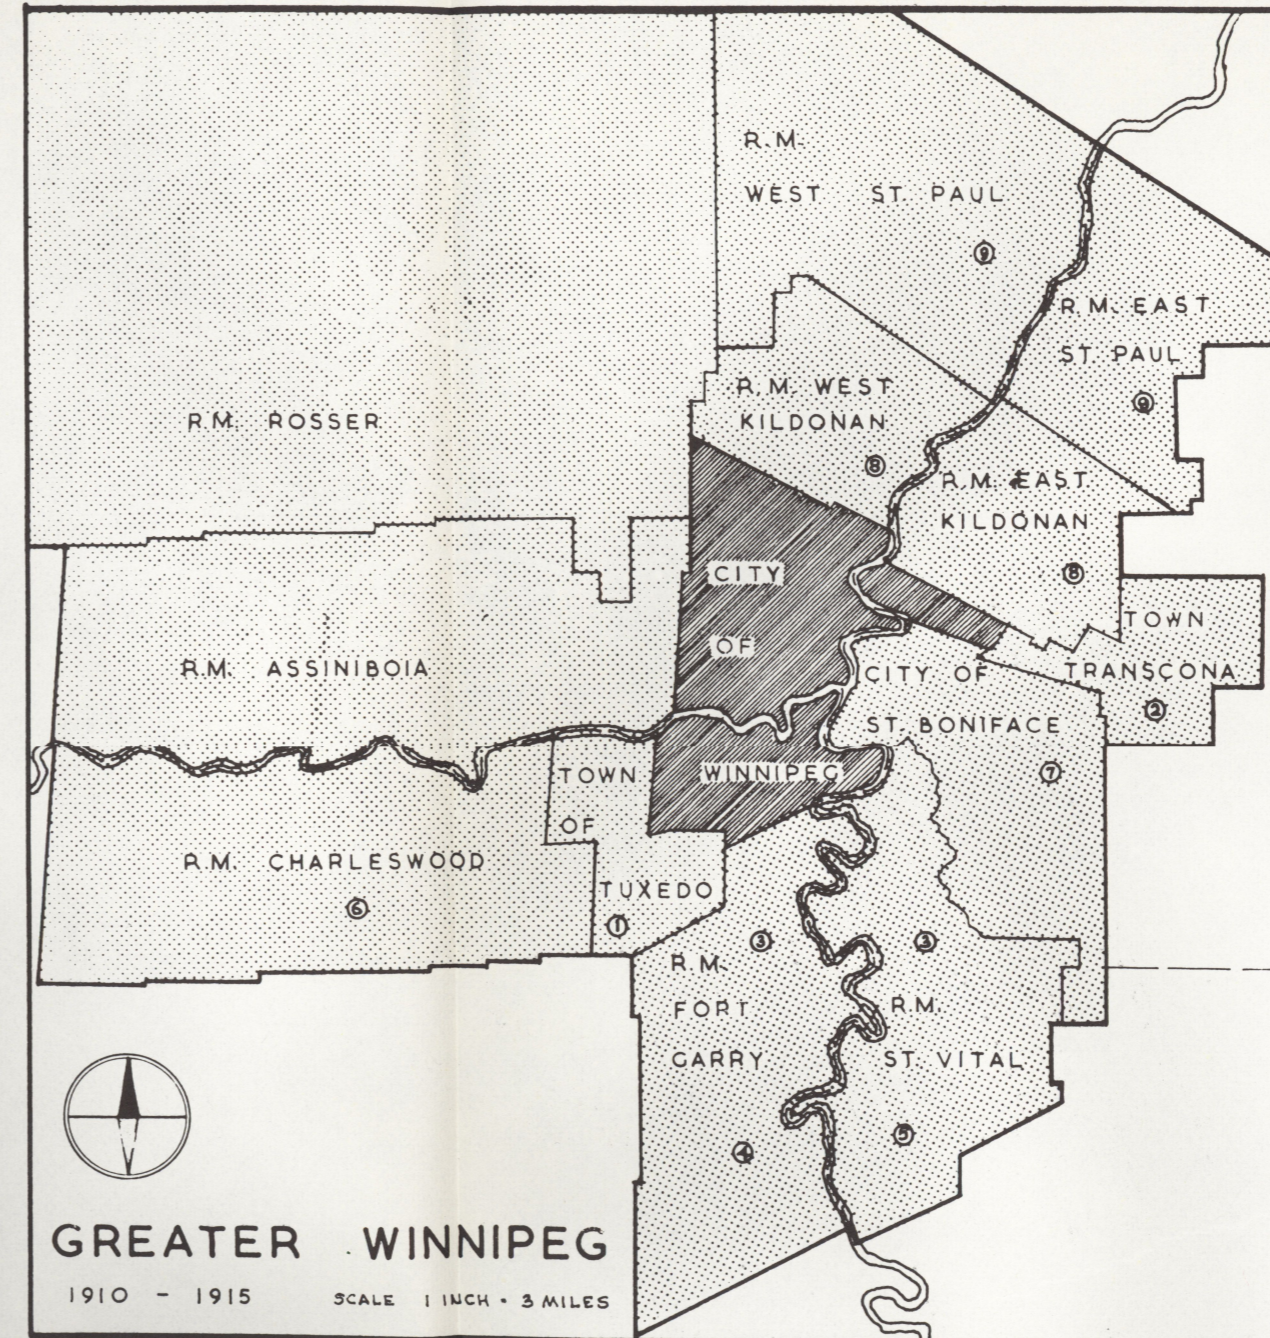 R.M.
WEST ST. PAUL
9
R.M. EAST
ST. PAUL
9
R.M. WEST
KILDONAN
8
R.M. ROSSER
R.M. EAST
KILDONAN
8
CITY
OF
WINNIPEG
TOWN
TRANSCONA
2
R.M. ASSINIBOIA
CITY OF
ST. BONIFACE
7
TOWN
OF
TUXEDO
1
R.M. CHARLESWOOD
6
3
R.M.
FORT
GARRY
4
3
R.M.
ST. VITAL
5
GREATER WINNIPEG
1910 - 1915 SCALE 1 INCH = 3 MILES